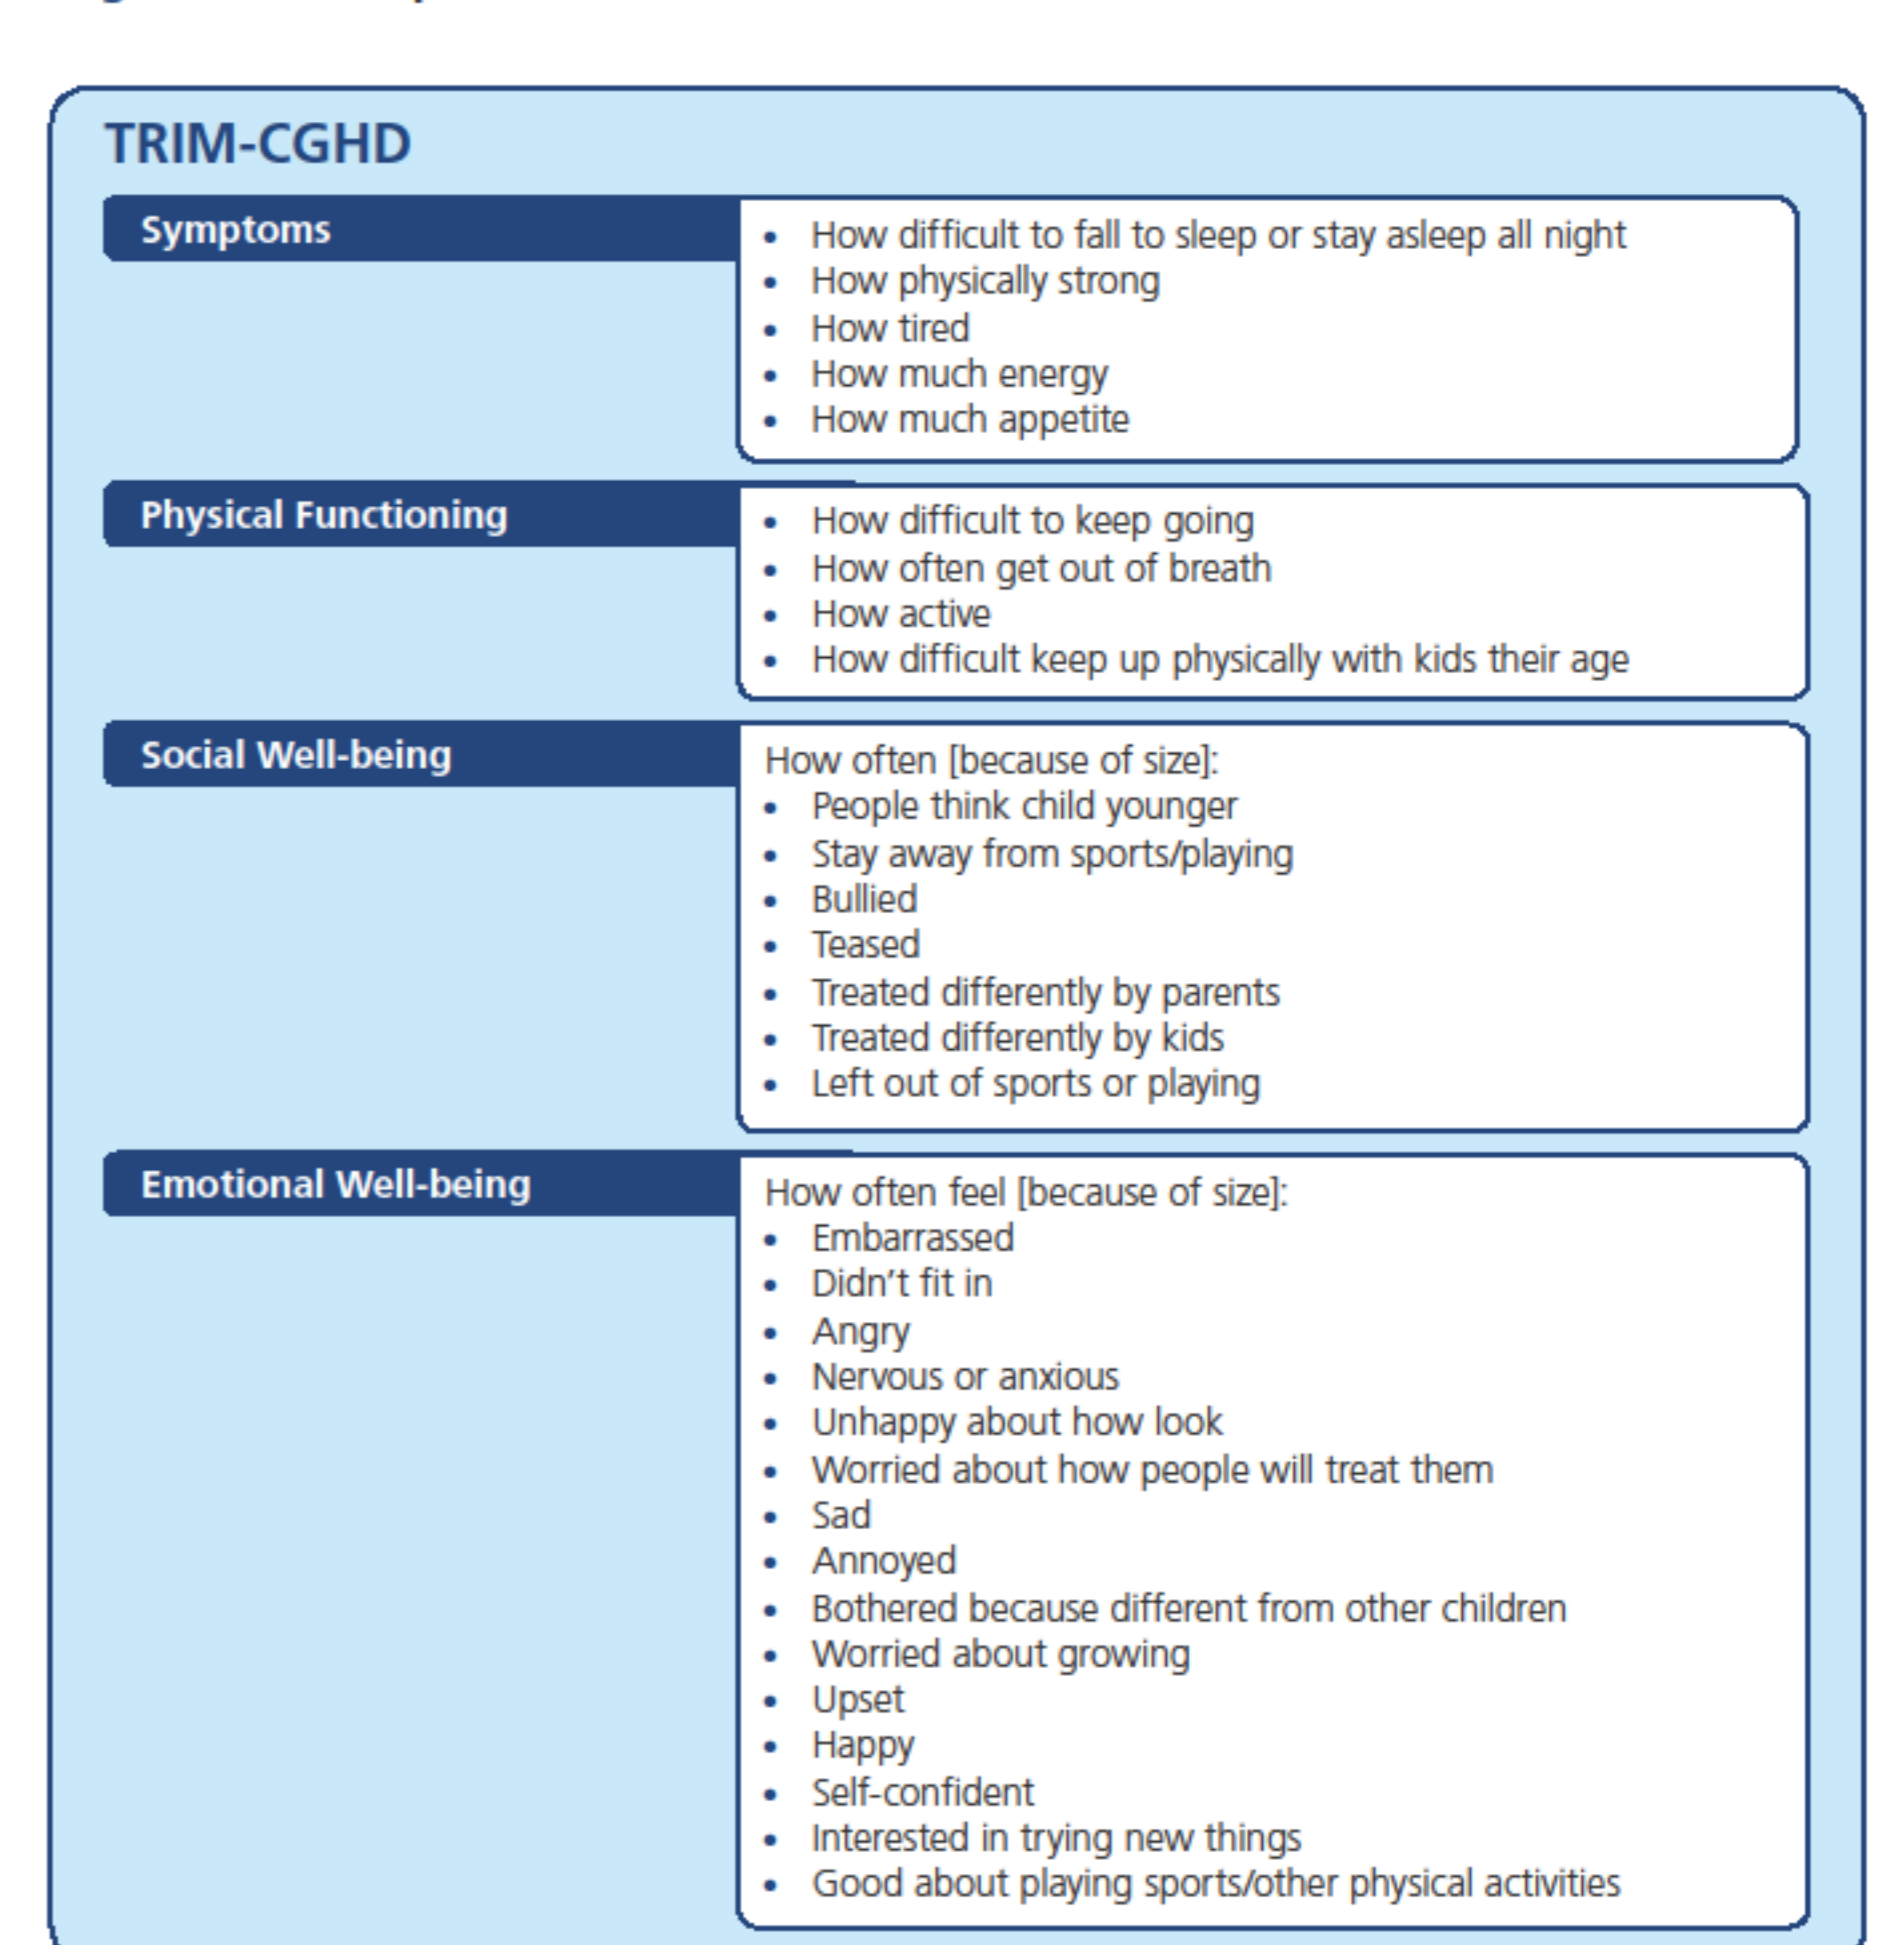 TRIM-CGHD
Symptoms
• How difficult to fall to sleep or stay asleep all night
• How physically strong
• How tired
• How much energy
• How much appetite
Physical Functioning
• How difficult to keep going
• How often get out of breath
• How active
• How difficult keep up physically with kids their age
Social Well-being
How often [because of size]:
• People think child younger
• Stay away from sports/playing
• Bullied
• Teased
• Treated differently by parents
• Treated differently by kids
• Left out of sports or playing
Emotional Well-being
How often feel [because of size]:
• Embarrassed
• Didn’t fit in
• Angry
• Nervous or anxious
• Unhappy about how look
• Worried about how people will treat them
• Sad
• Annoyed
• Bothered because different from other children
• Worried about growing
• Upset
• Happy
• Self-confident
• Interested in trying new things
• Good about playing sports/other physical activities